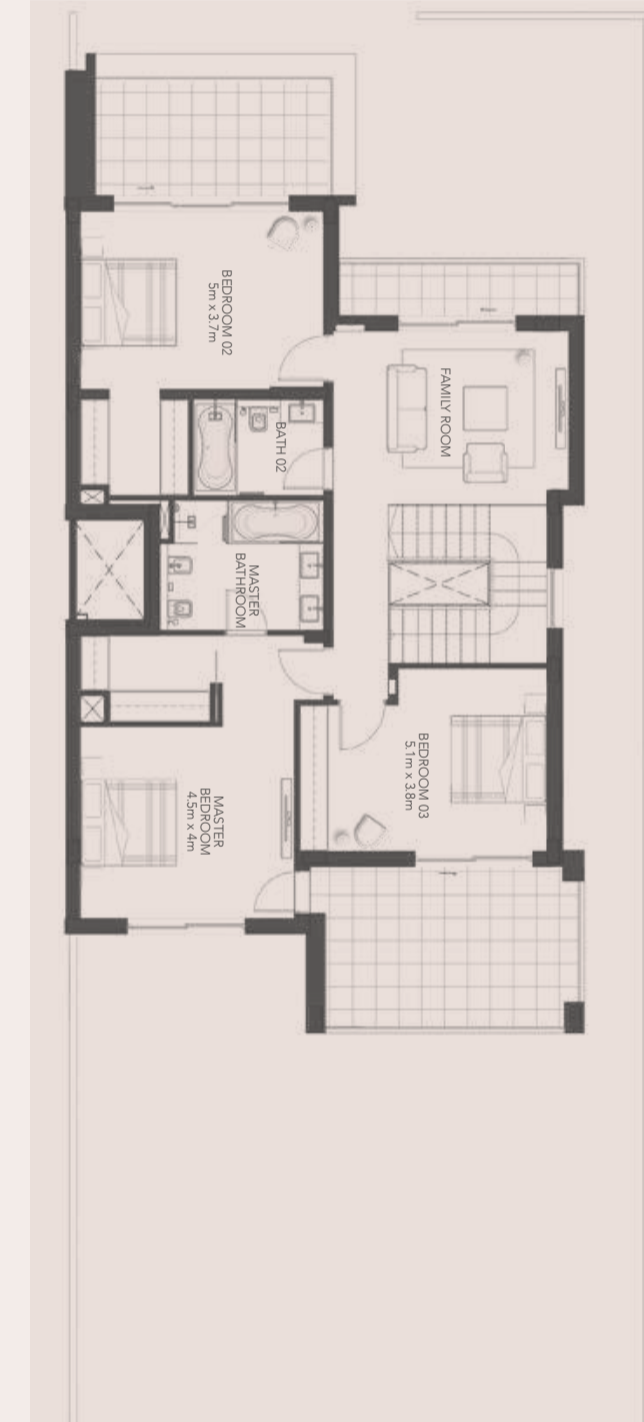 BEDROOM 02
5m x 3.7m
FAMILY ROOM
BATH 02
MASTER
BATHROOM
BEDROOM 03
5.1m x 3.8m
MASTER
BEDROOM
4.5m x 4m